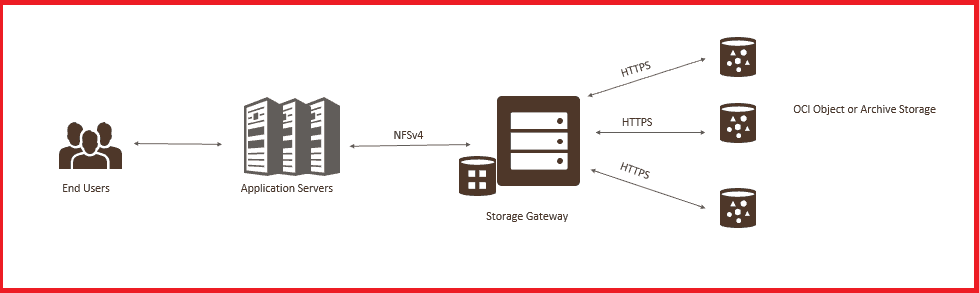 HTTPS
OCI Object or Archive Storage
HTTPS
NFSv4
HTTPS
End Users
Application Servers
Storage Gateway